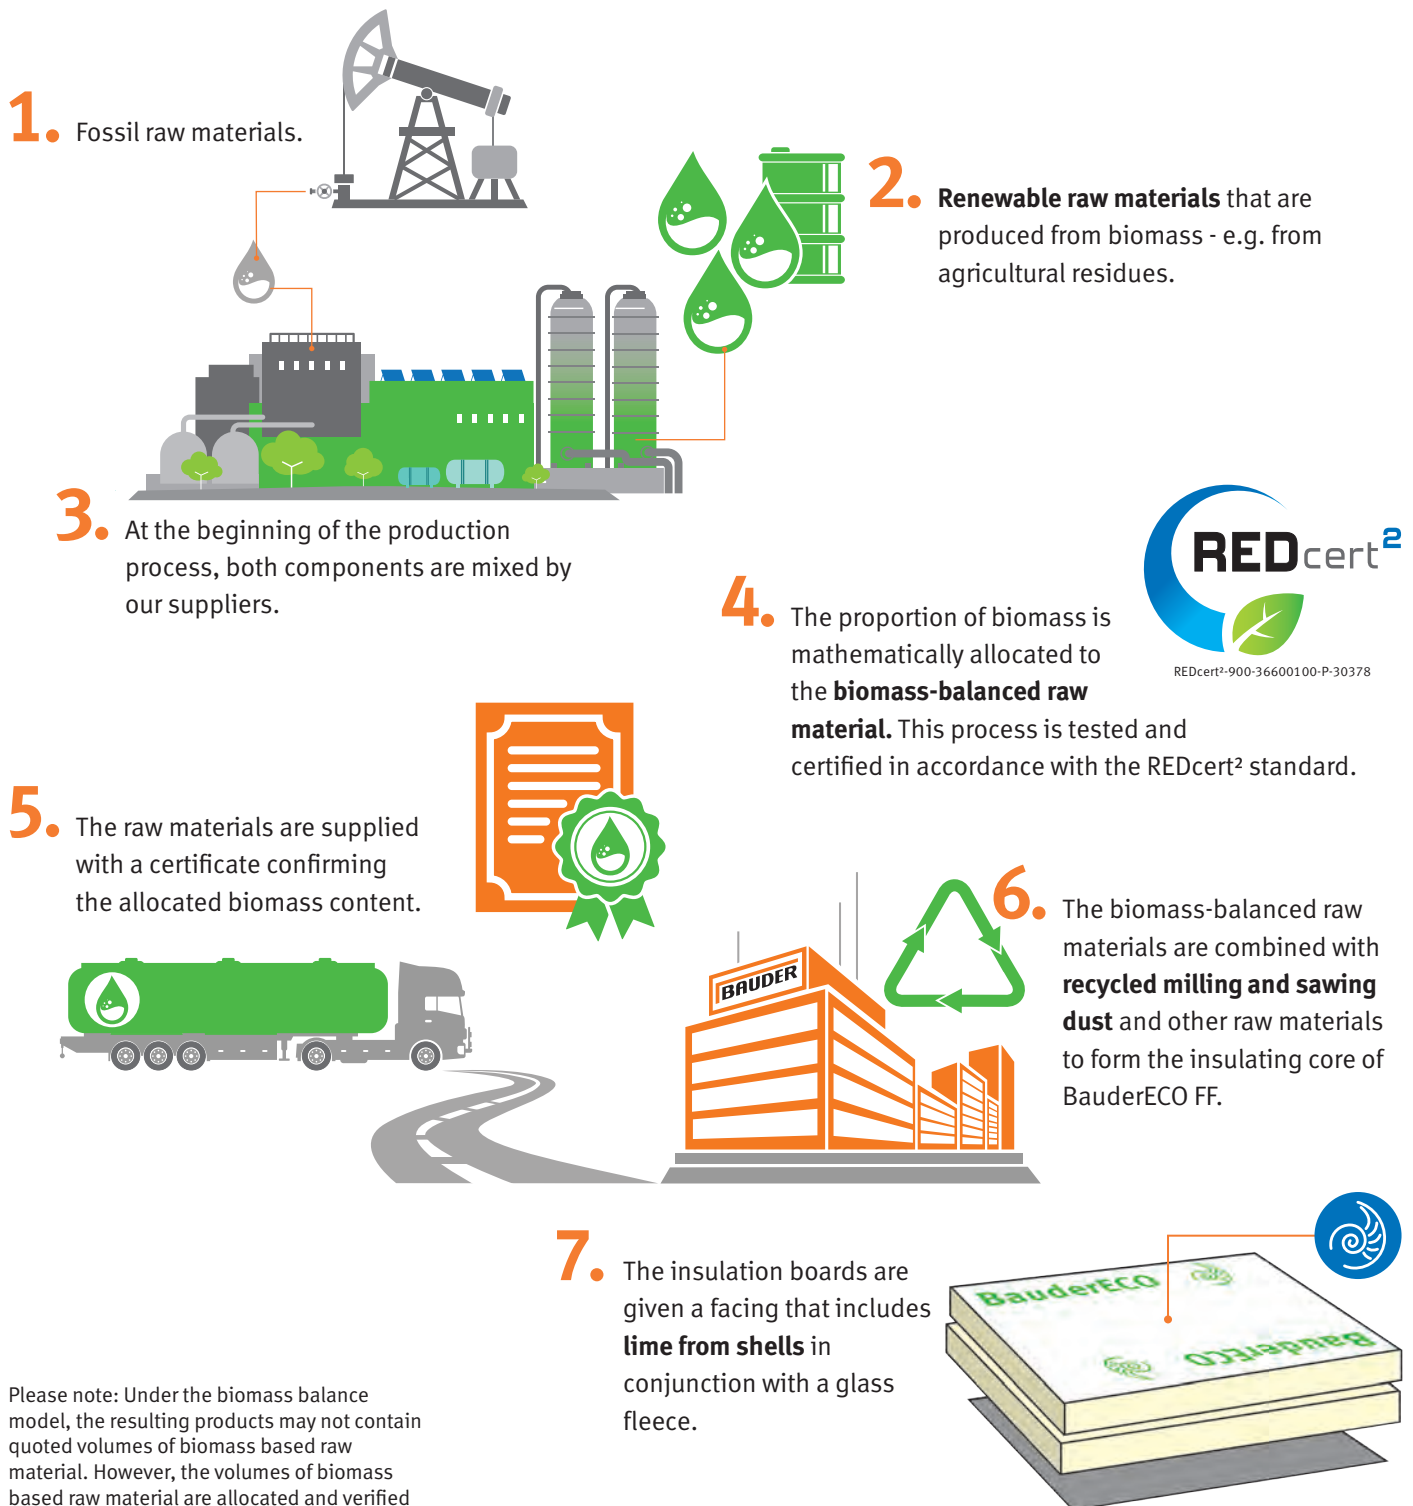 1. Fossil raw materials.
2. Renewable raw materials that are
produced from biomass - e.g. from
agricultural residues.
3. At the beginning of the production
process, both components are mixed by
our suppliers.
REDcert²
REDcert²-900-36600100-P-30378
4. The proportion of biomass is
mathematically allocated to
the biomass-balanced raw
material. This process is tested and
certified in accordance with the REDcert² standard.
5. The raw materials are supplied
with a certificate confirming
the allocated biomass content.
BAUDER
6. The biomass-balanced raw
materials are combined with
recycled milling and sawing
dust and other raw materials
to form the insulating core of
BauderECO FF.
7. The insulation boards are
given a facing that includes
lime from shells in
conjunction with a glass
fleece.
BauderECO
BauderECO
Please note: Under the biomass balance
model, the resulting products may not contain
quoted volumes of biomass based raw
material. However, the volumes of biomass
based raw material are allocated and verified